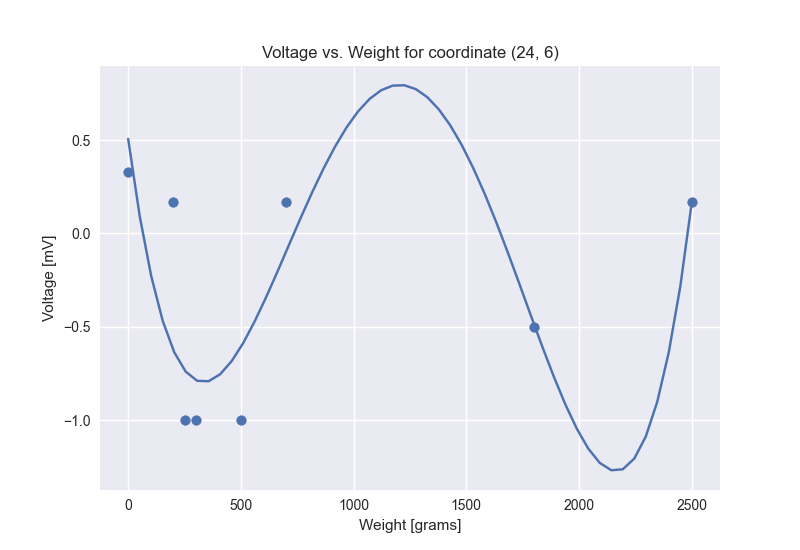 Voltage vs. Weight for coordinate (24, 6)
0.5
0.0
−0.5
−1.0
Voltage [mV]
0 500 1000 1500 2000 2500
Weight [grams]